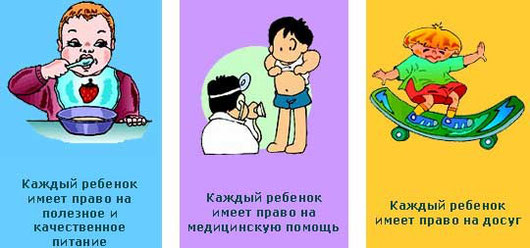 Каждый ребенок
имеет право на
полезное и
качественное
питание
Каждый ребенок
имеет право на
медицинскую помощь
Каждый ребенок
имеет право на досуг